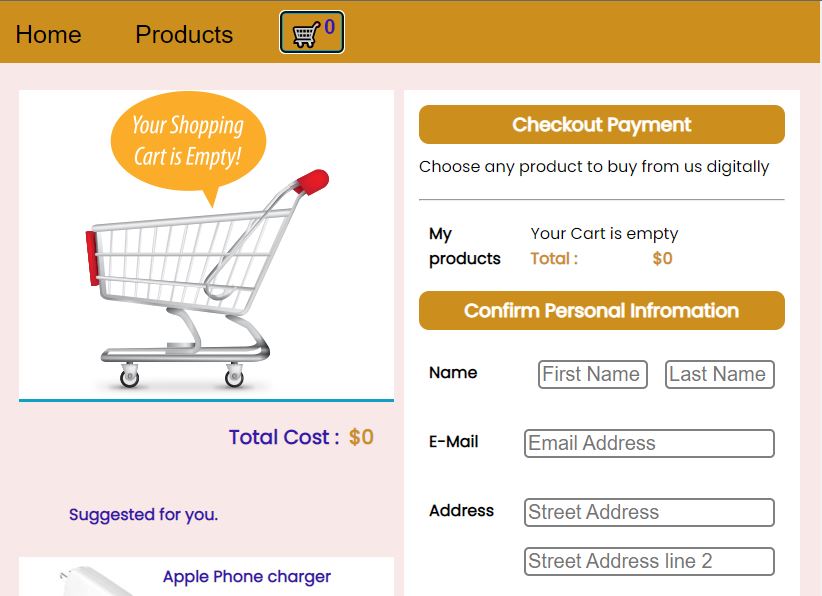 Home Products 0
Your Shopping
Cart is Empty!
Total Cost : $0
Suggested for you.
Apple Phone charger
Checkout Payment
Choose any product to buy from us digitally
My products
Your Cart is empty
Total : $0
Confirm Personal Infromation
Name First Name Last Name
E-Mail Email Address
Address Street Address
Street Address line 2